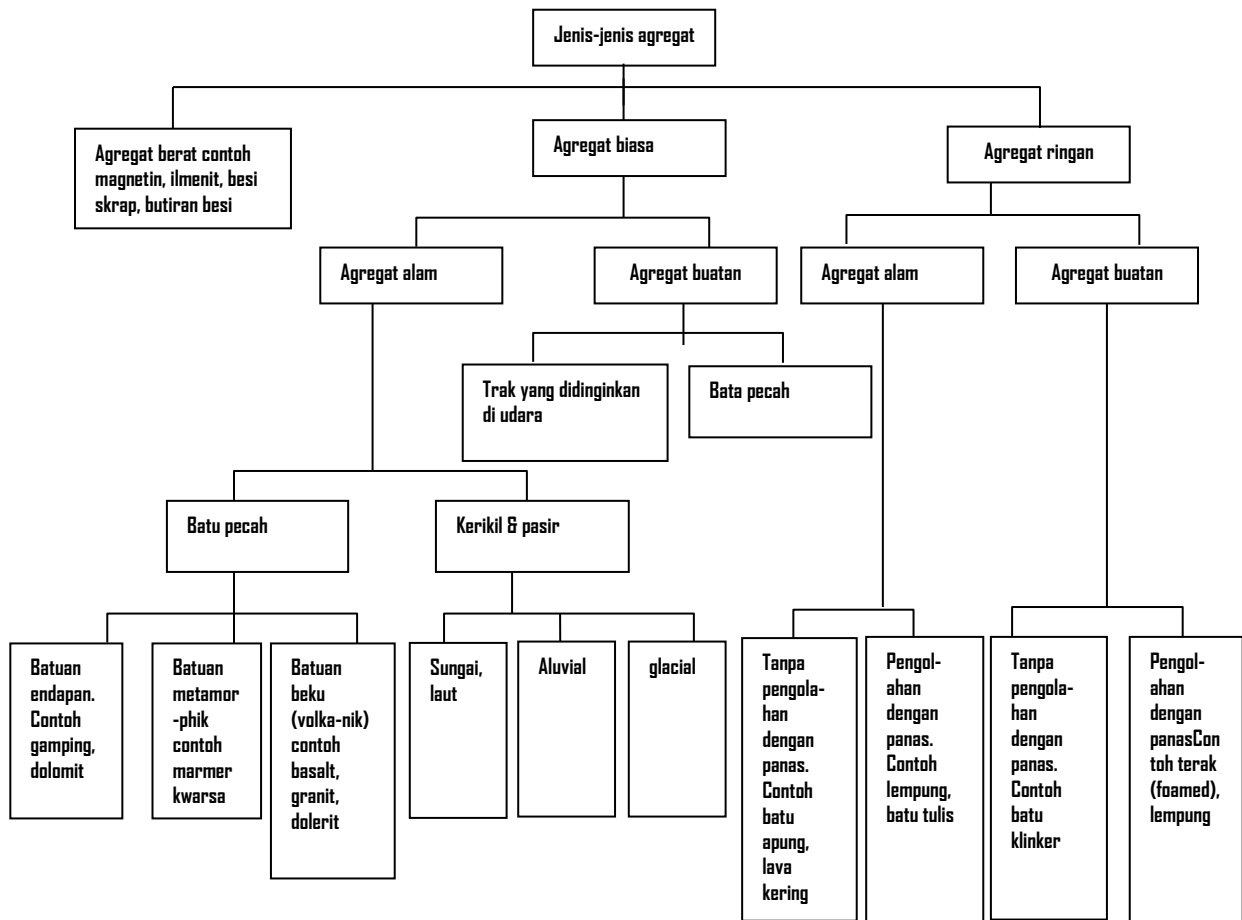 Jenis-jenis agregat
Agregat berat contoh
magnetin, ilmenit, besi
skrap, butiran besi
Agregat biasa
Agregat ringan
Agregat alam
Agregat buatan
Agregat alam
Agregat buatan
Trak yang didinginkan
di udara
Bata pecah
Batu pecah
Kerikil & pasir
Batuan
endapan.
Contoh
gamping,
dolomit
Batuan
metamor
-phik
contoh
marmer
kwarsa
Batuan
beku
(volka-nik)
contoh
basalt,
granit,
dolerit
Sungai,
laut
Aluvial
glacial
Tanpa
pengola-
han
dengan
panas.
Contoh
batu
apung,
lava
kering
Pengol-
ahan
dengan
panas.
Contoh
lempung,
batu tulis
Tanpa
pengola-
han
dengan
panas.
Contoh
batu
klinker
Pengol-
ahan
dengan
panasCon
toh terak
(foamed),
lempung